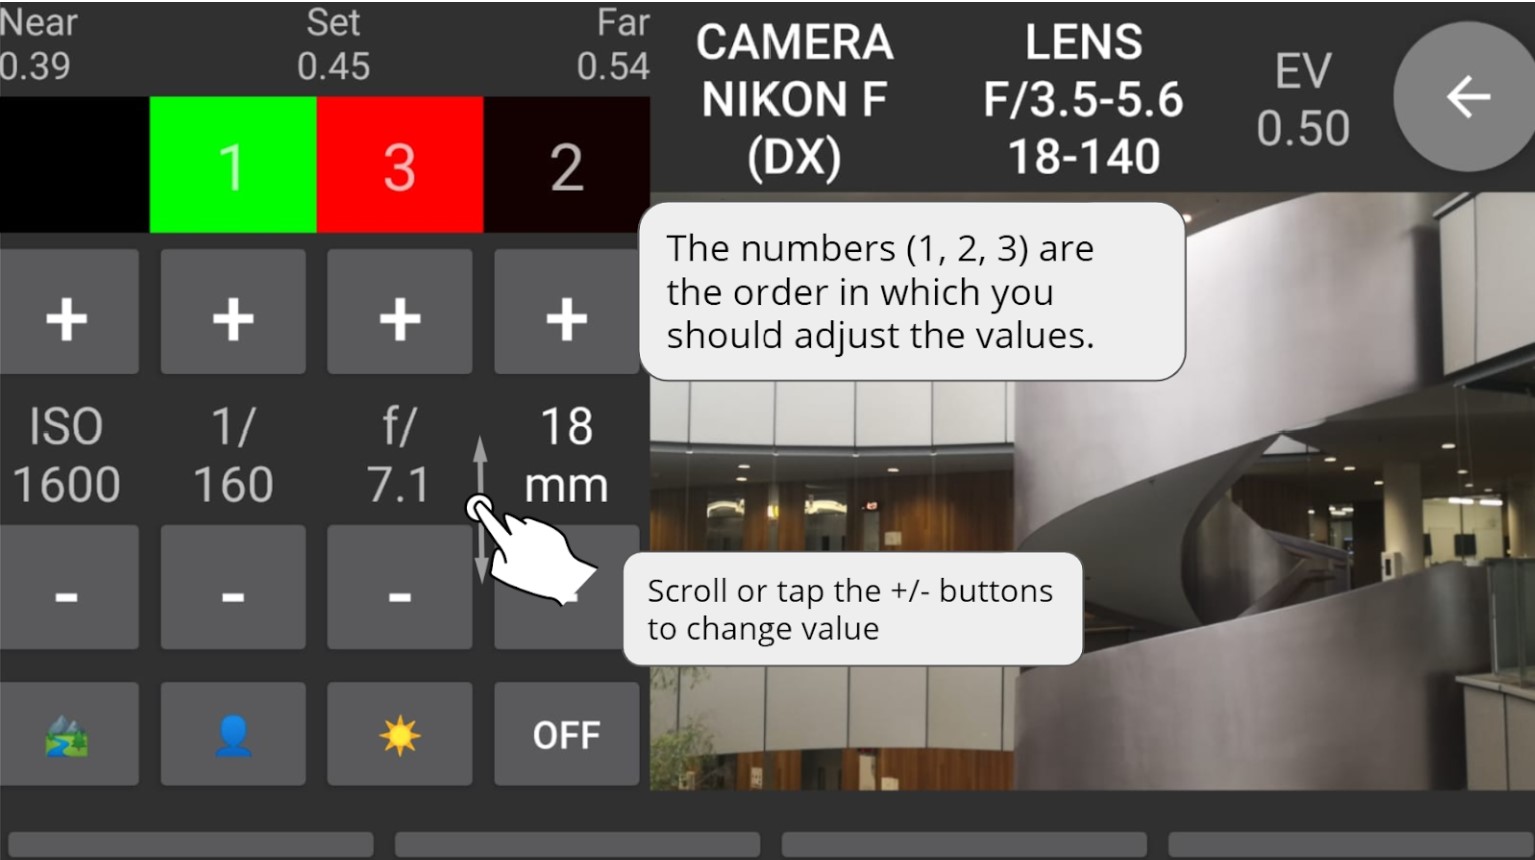 Near
0.39
Set
0.45
Far
0.54
CAMERA
NIKON F
(DX)
LENS
F/3.5-5.6
18-140
EV
0.50
←
1
3
2
The numbers (1, 2, 3) are
the order in which you
should adjust the values.
+
+
+
+
ISO
1600
1/
160
f/
7.1
18
mm
-
-
-
-
Scroll or tap the +/- buttons
to change value
OFF